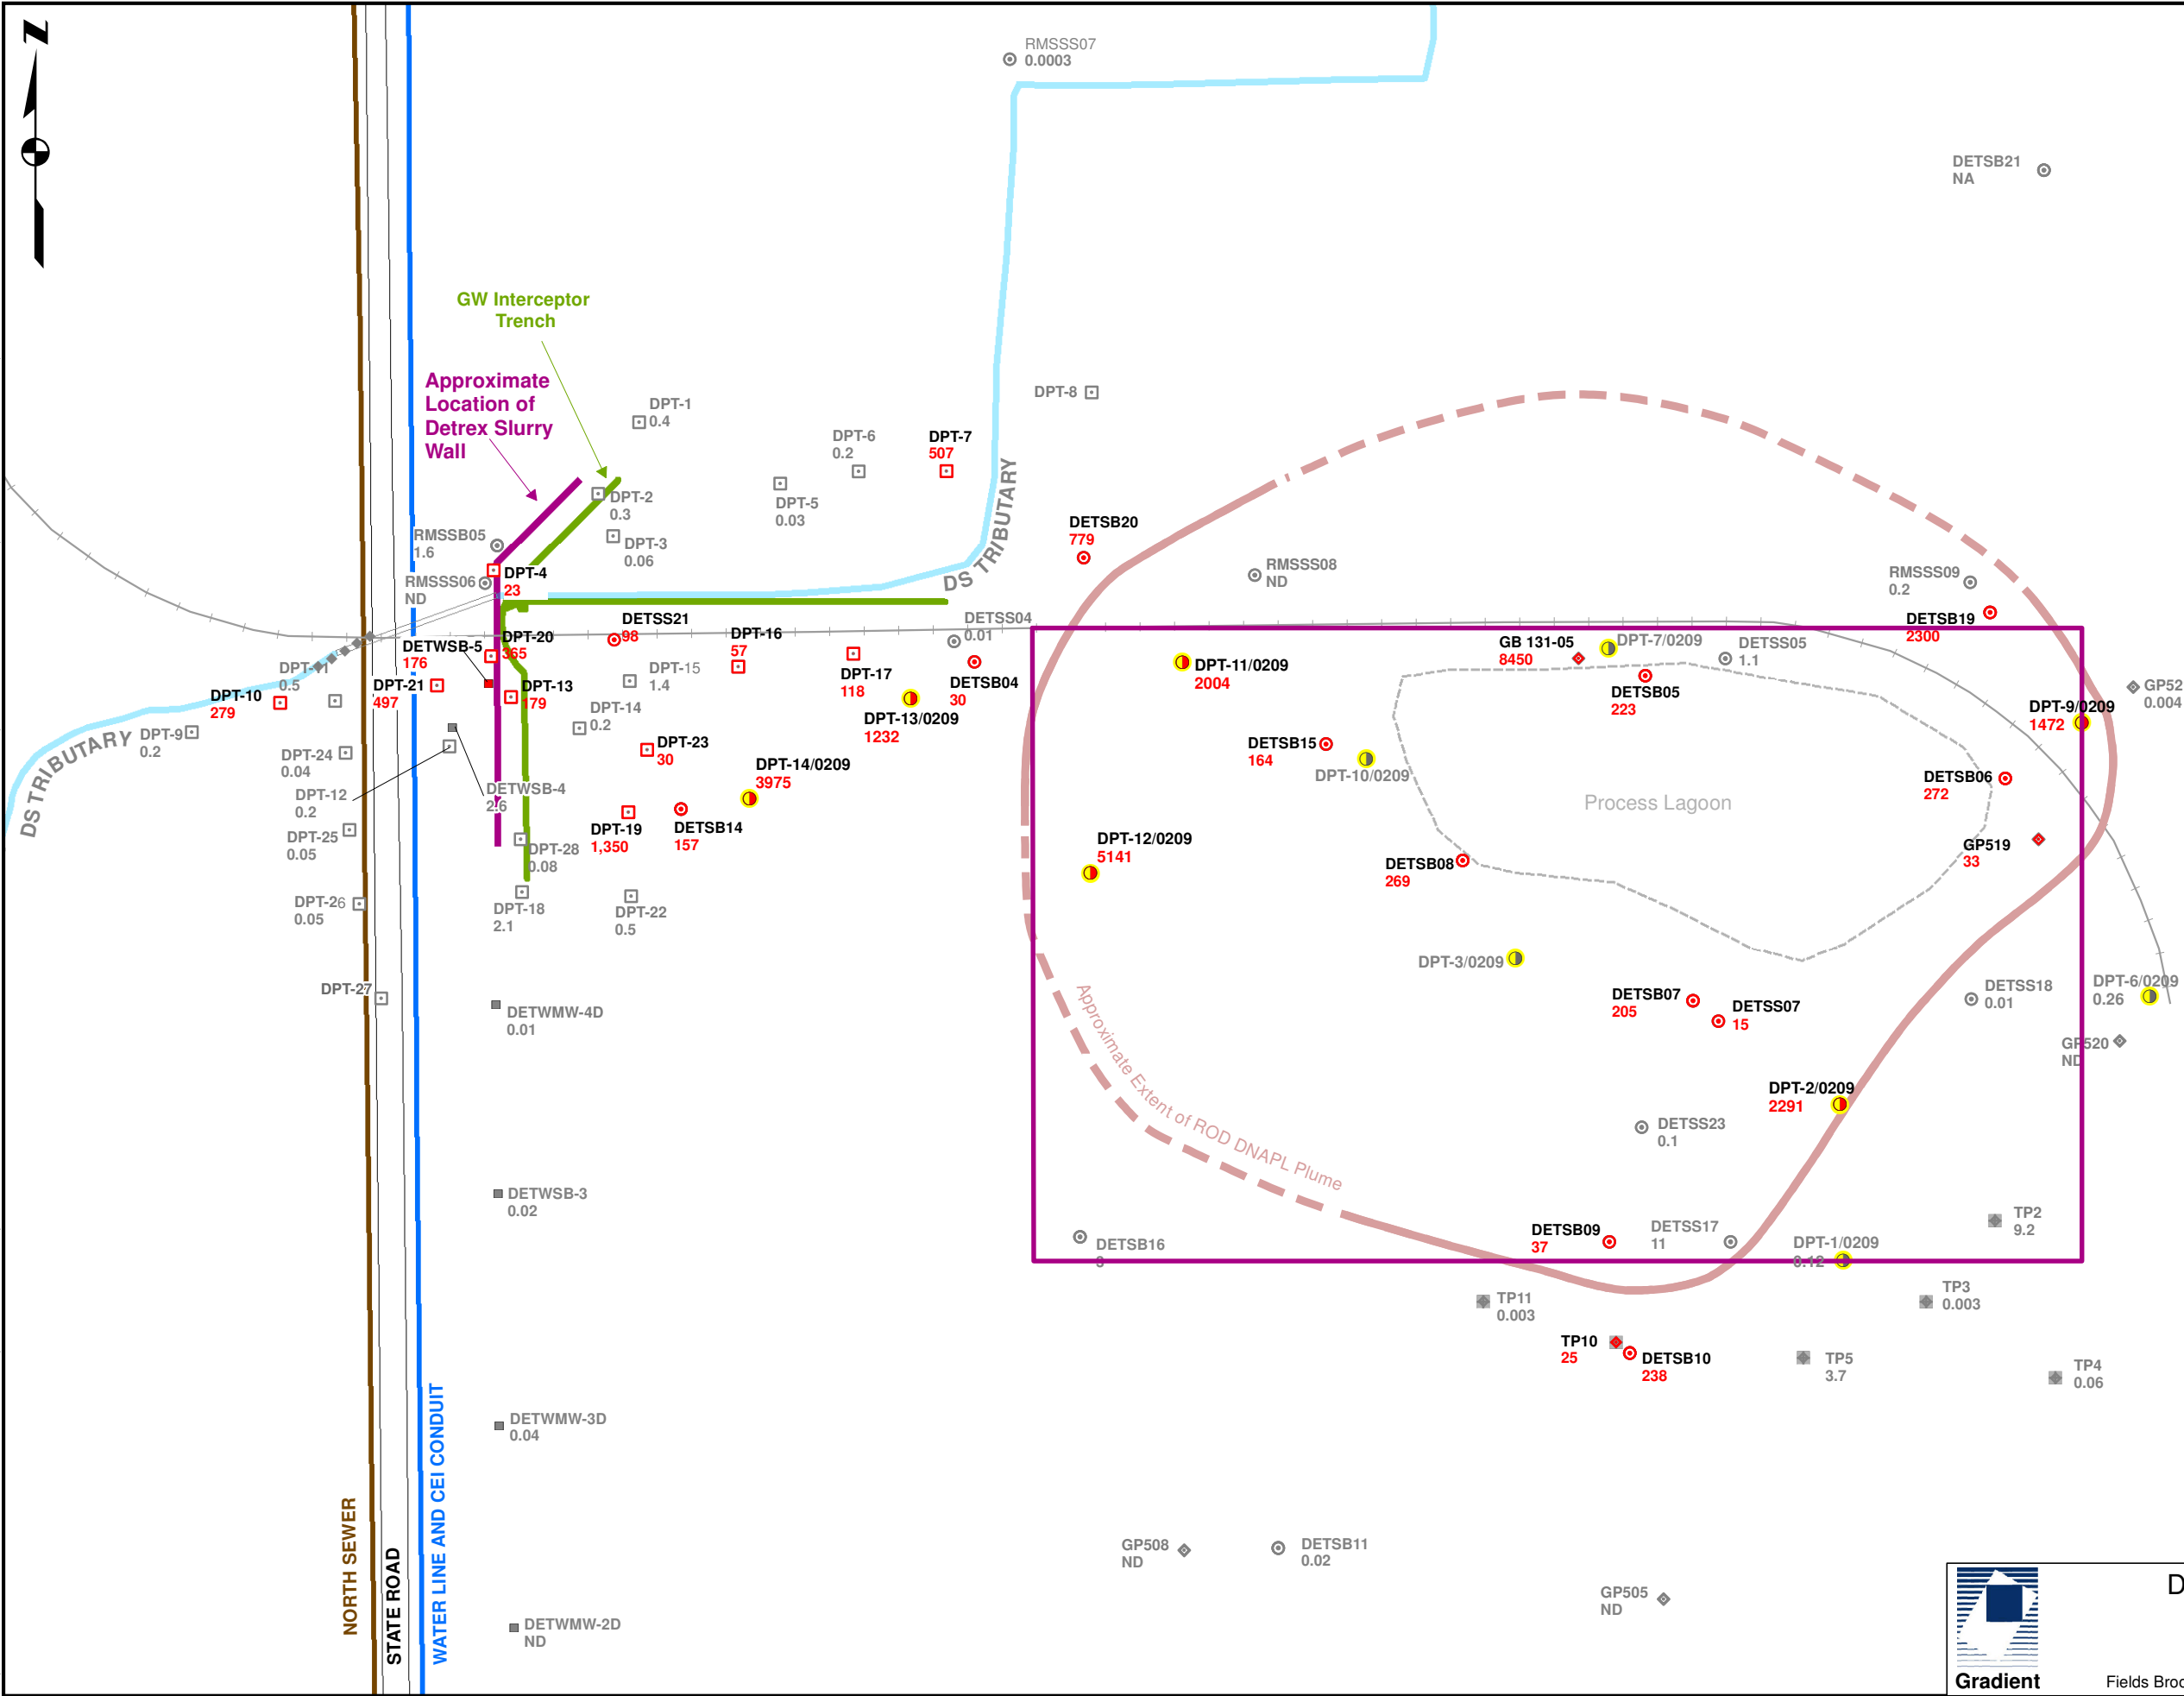 N
RMSSS07
0.0003
DETSB21
NA
GW Interceptor
Trench
Approximate
Location of
Detrex Slurry
Wall
DPT-1
0.4
DPT-8
DPT-6
0.2
DPT-7
507
DPT-5
0.03
DPT-2
0.3
DPT-3
0.06
RMSSB05
1.6
RMSSS06
ND
DPT-4
23
DS TRIBUTARY
DETSB20
779
RMSSS08
ND
RMSSS09
0.2
DETSB19
2300
DETSS21
98
DPT-16
57
DETSS04
0.01
DETWSB-5
176
DPT-20
365
DPT-11
0.5
DPT-10
279
DPT-21
497
DPT-13
179
DPT-15
1.4
DPT-14
0.2
DPT-17
118
DETSB04
30
DPT-13/0209
1232
DPT-11/0209
2004
GB 131-05
8450
DPT-7/0209
DETSS05
1.1
DETSB05
223
GP52
0.004
DPT-9/0209
1472
DPT-9
0.2
DS TRIBUTARY
DPT-24
0.04
DPT-12
0.2
DPT-25
0.05
DETWSB-4
2.6
DPT-23
30
DPT-14/0209
3975
DETSB15
164
DPT-10/0209
Process Lagoon
DETSB06
272
DPT-19
1,350
DETSB14
157
DPT-28
0.08
DPT-12/0209
5141
DETSB08
269
GP519
33
DPT-26
0.05
DPT-18
2.1
DPT-22
0.5
DPT-27
DETWMW-4D
0.01
DPT-3/0209
DETSB07
205
DETSS07
15
DETSS18
0.01
DPT-6/0209
0.26
GP520
ND
Approximate Extent of ROD DNAPL Plume
DPT-2/0209
2291
DETSS23
0.1
DETWSB-3
0.02
DETSB16
DETSB09
37
DETSS17
11
DPT-1/0209
0.12
TP2
9.2
TP11
0.003
TP3
0.003
TP10
25
DETSB10
238
TP5
3.7
TP4
0.06
DETWMW-3D
0.04
NORTH SEWER
STATE ROAD
WATER LINE AND CEI CONDUIT
GP508
ND
DETSB11
0.02
GP505
ND
DETWMW-2D
ND
D
Gradient
Fields Broo